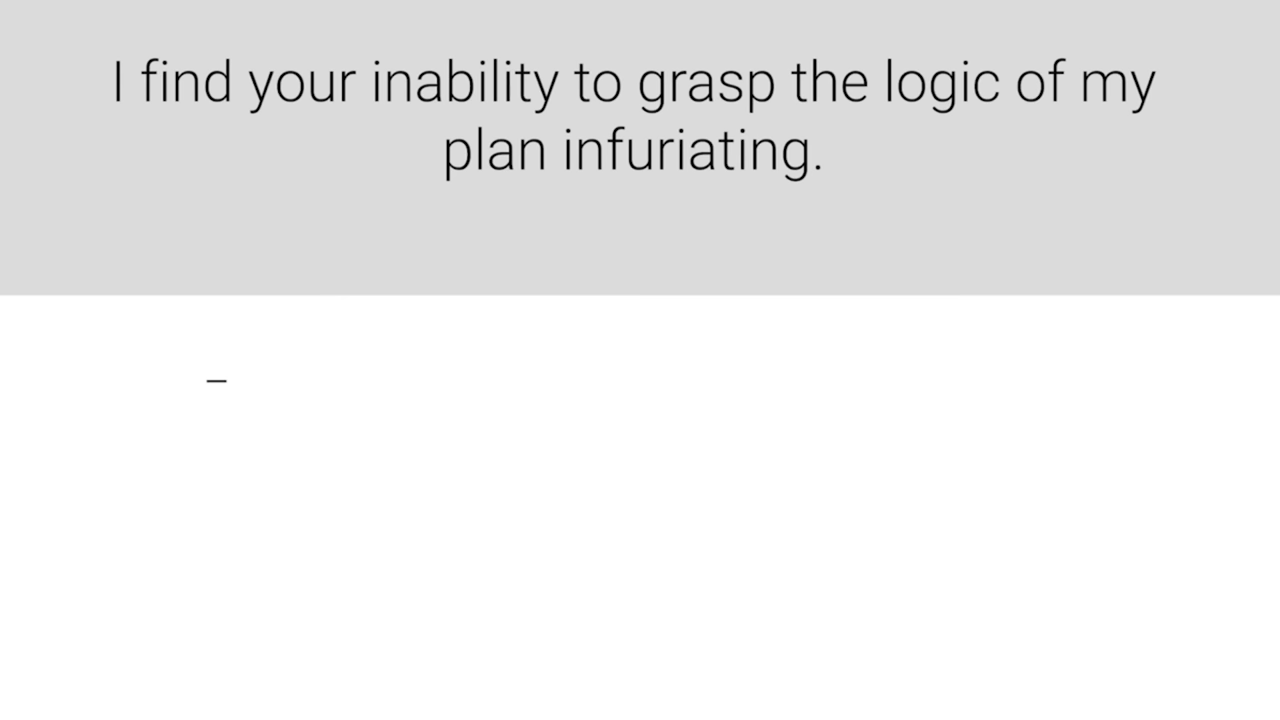 I find your inability to grasp the logic of my
plan infuriating.
–